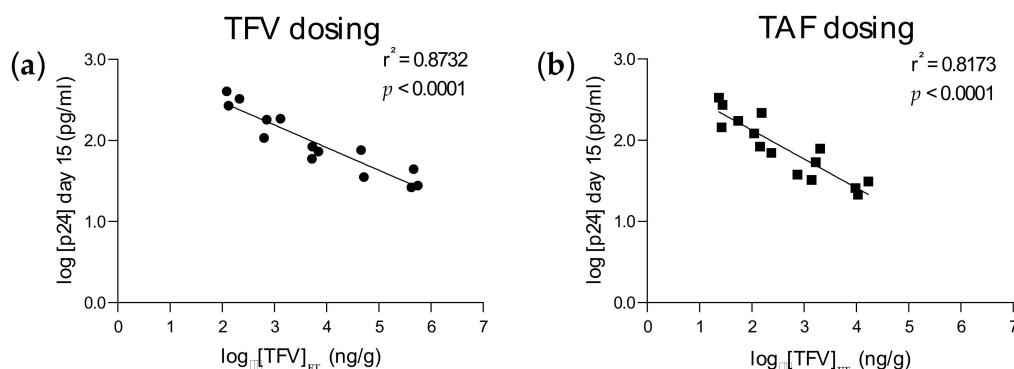 TFV dosing
(a)
r² = 0.8732
p < 0.0001
3.0
2.0
1.0
0.0
log [p24] day 15 (pg/ml)
0 1 2 3 4 5 6 7
log [TFV] (ng/g)
TAF dosing
(b)
r² = 0.8173
p < 0.0001
3.0
2.0
1.0
0.0
log [p24] day 15 (pg/ml)
0 1 2 3 4 5 6 7
log [TFV] (ng/g)